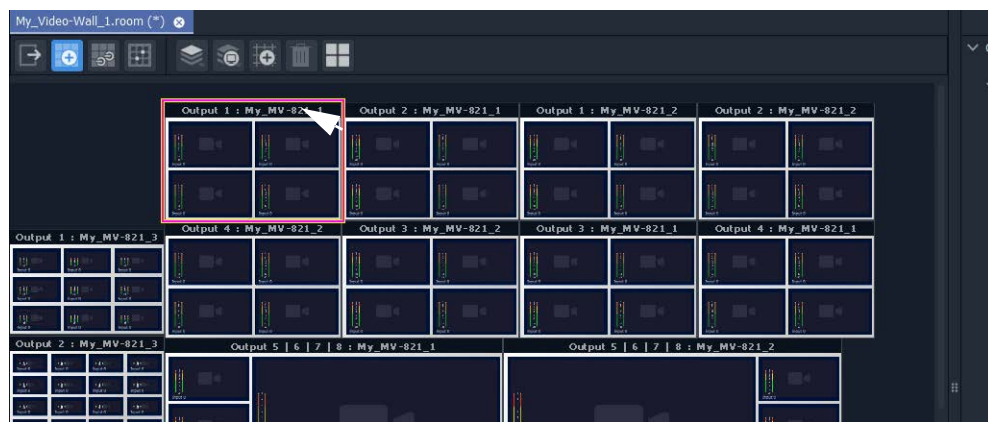 My_Video-Wall_1.room (*)
Output 1 : My_MV-821_1
Output 2 : My_MV-821_1
Output 1 : My_MV-821_2
Output 2 : My_MV-821_2
Output 4 : My_MV-821_2
Output 3 : My_MV-821_2
Output 3 : My_MV-821_1
Output 4 : My_MV-821_1
Output 1 : My_MV-821_3
Output 2 : My_MV-821_3
Output 5 | 6 | 7 | 8 : My_MV-821_1
Output 5 | 6 | 7 | 8 : My_MV-821_2